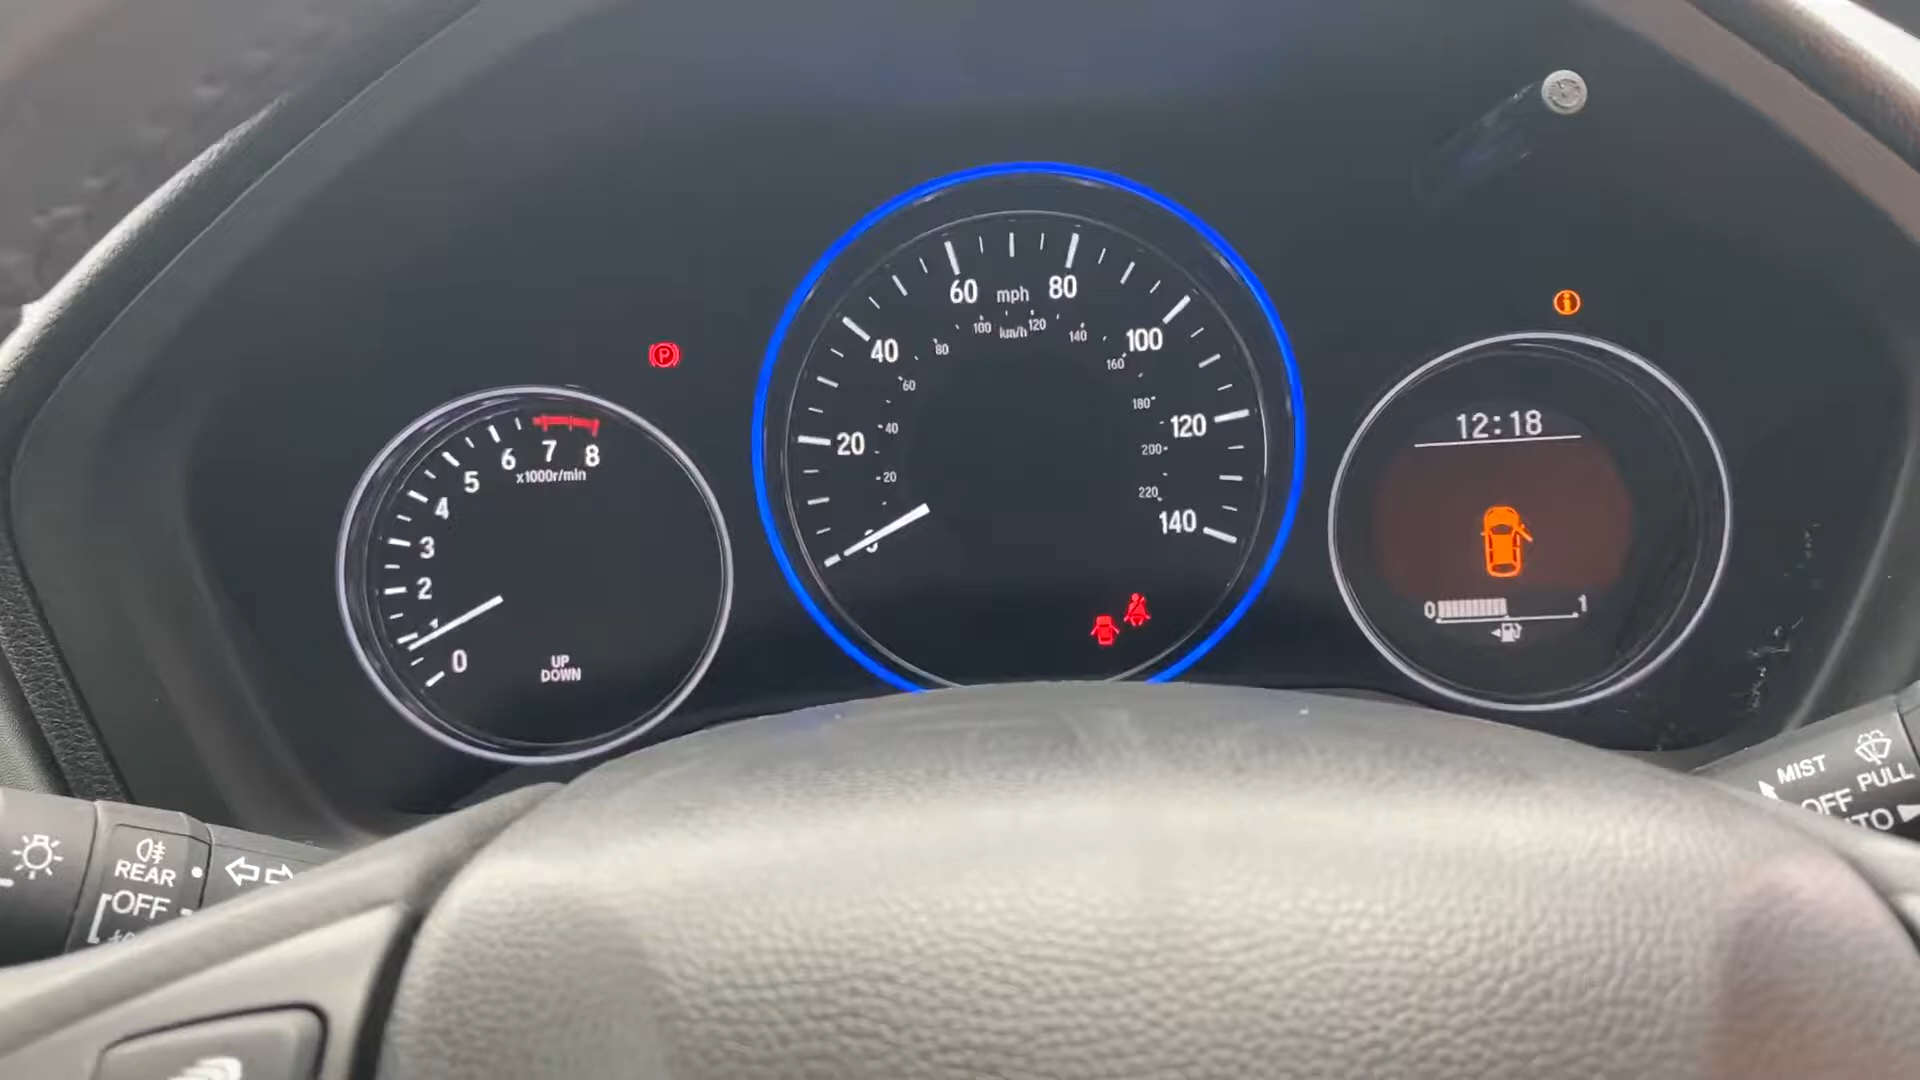 60 mph 80
40 100
20 120
0 140
100 km/h 120
80 140
60 160
40 180
20 200
220
7
6 8
5 x1000r/min
4
3
2
1
0
UP
DOWN
P
i
12:18
0 1
REAR
OFF
MIST
PULL
OFF